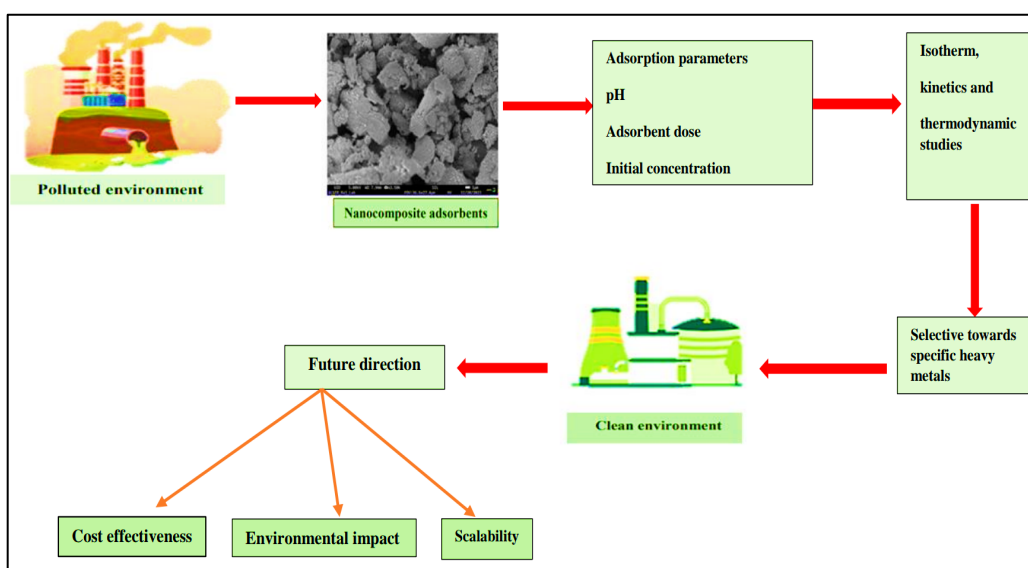 Polluted environment
Nanocomposite adsorbents
Adsorption parameters
pH
Adsorbent dose
Initial concentration
Isotherm,
kinetics and
thermodynamic
studies
Selective towards
specific heavy
metals
Clean environment
Future direction
Cost effectiveness
Environmental impact
Scalability